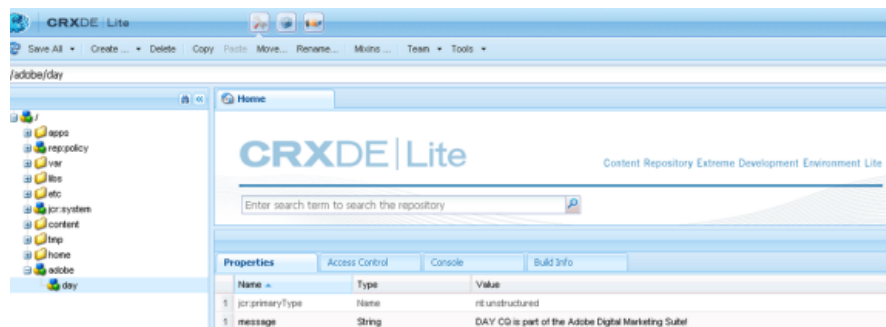 CRXDE Lite
Save All Create ... Delete Copy Paste Move... Rename... Mixins ... Team Tools
/adobe/day
Home
/
apps
rep:policy
var
libs
etc
jcr:system
content
tmp
home
adobe
day
CRXDE | Lite
Content Repository Extreme Development Environment Lite
Enter search term to search the repository
Properties Access Control Console Build Info
Name Type Value
1 jcr:primaryType Name nt:unstructured
1 message String DAY CQ is part of the Adobe Digital Marketing Suite!